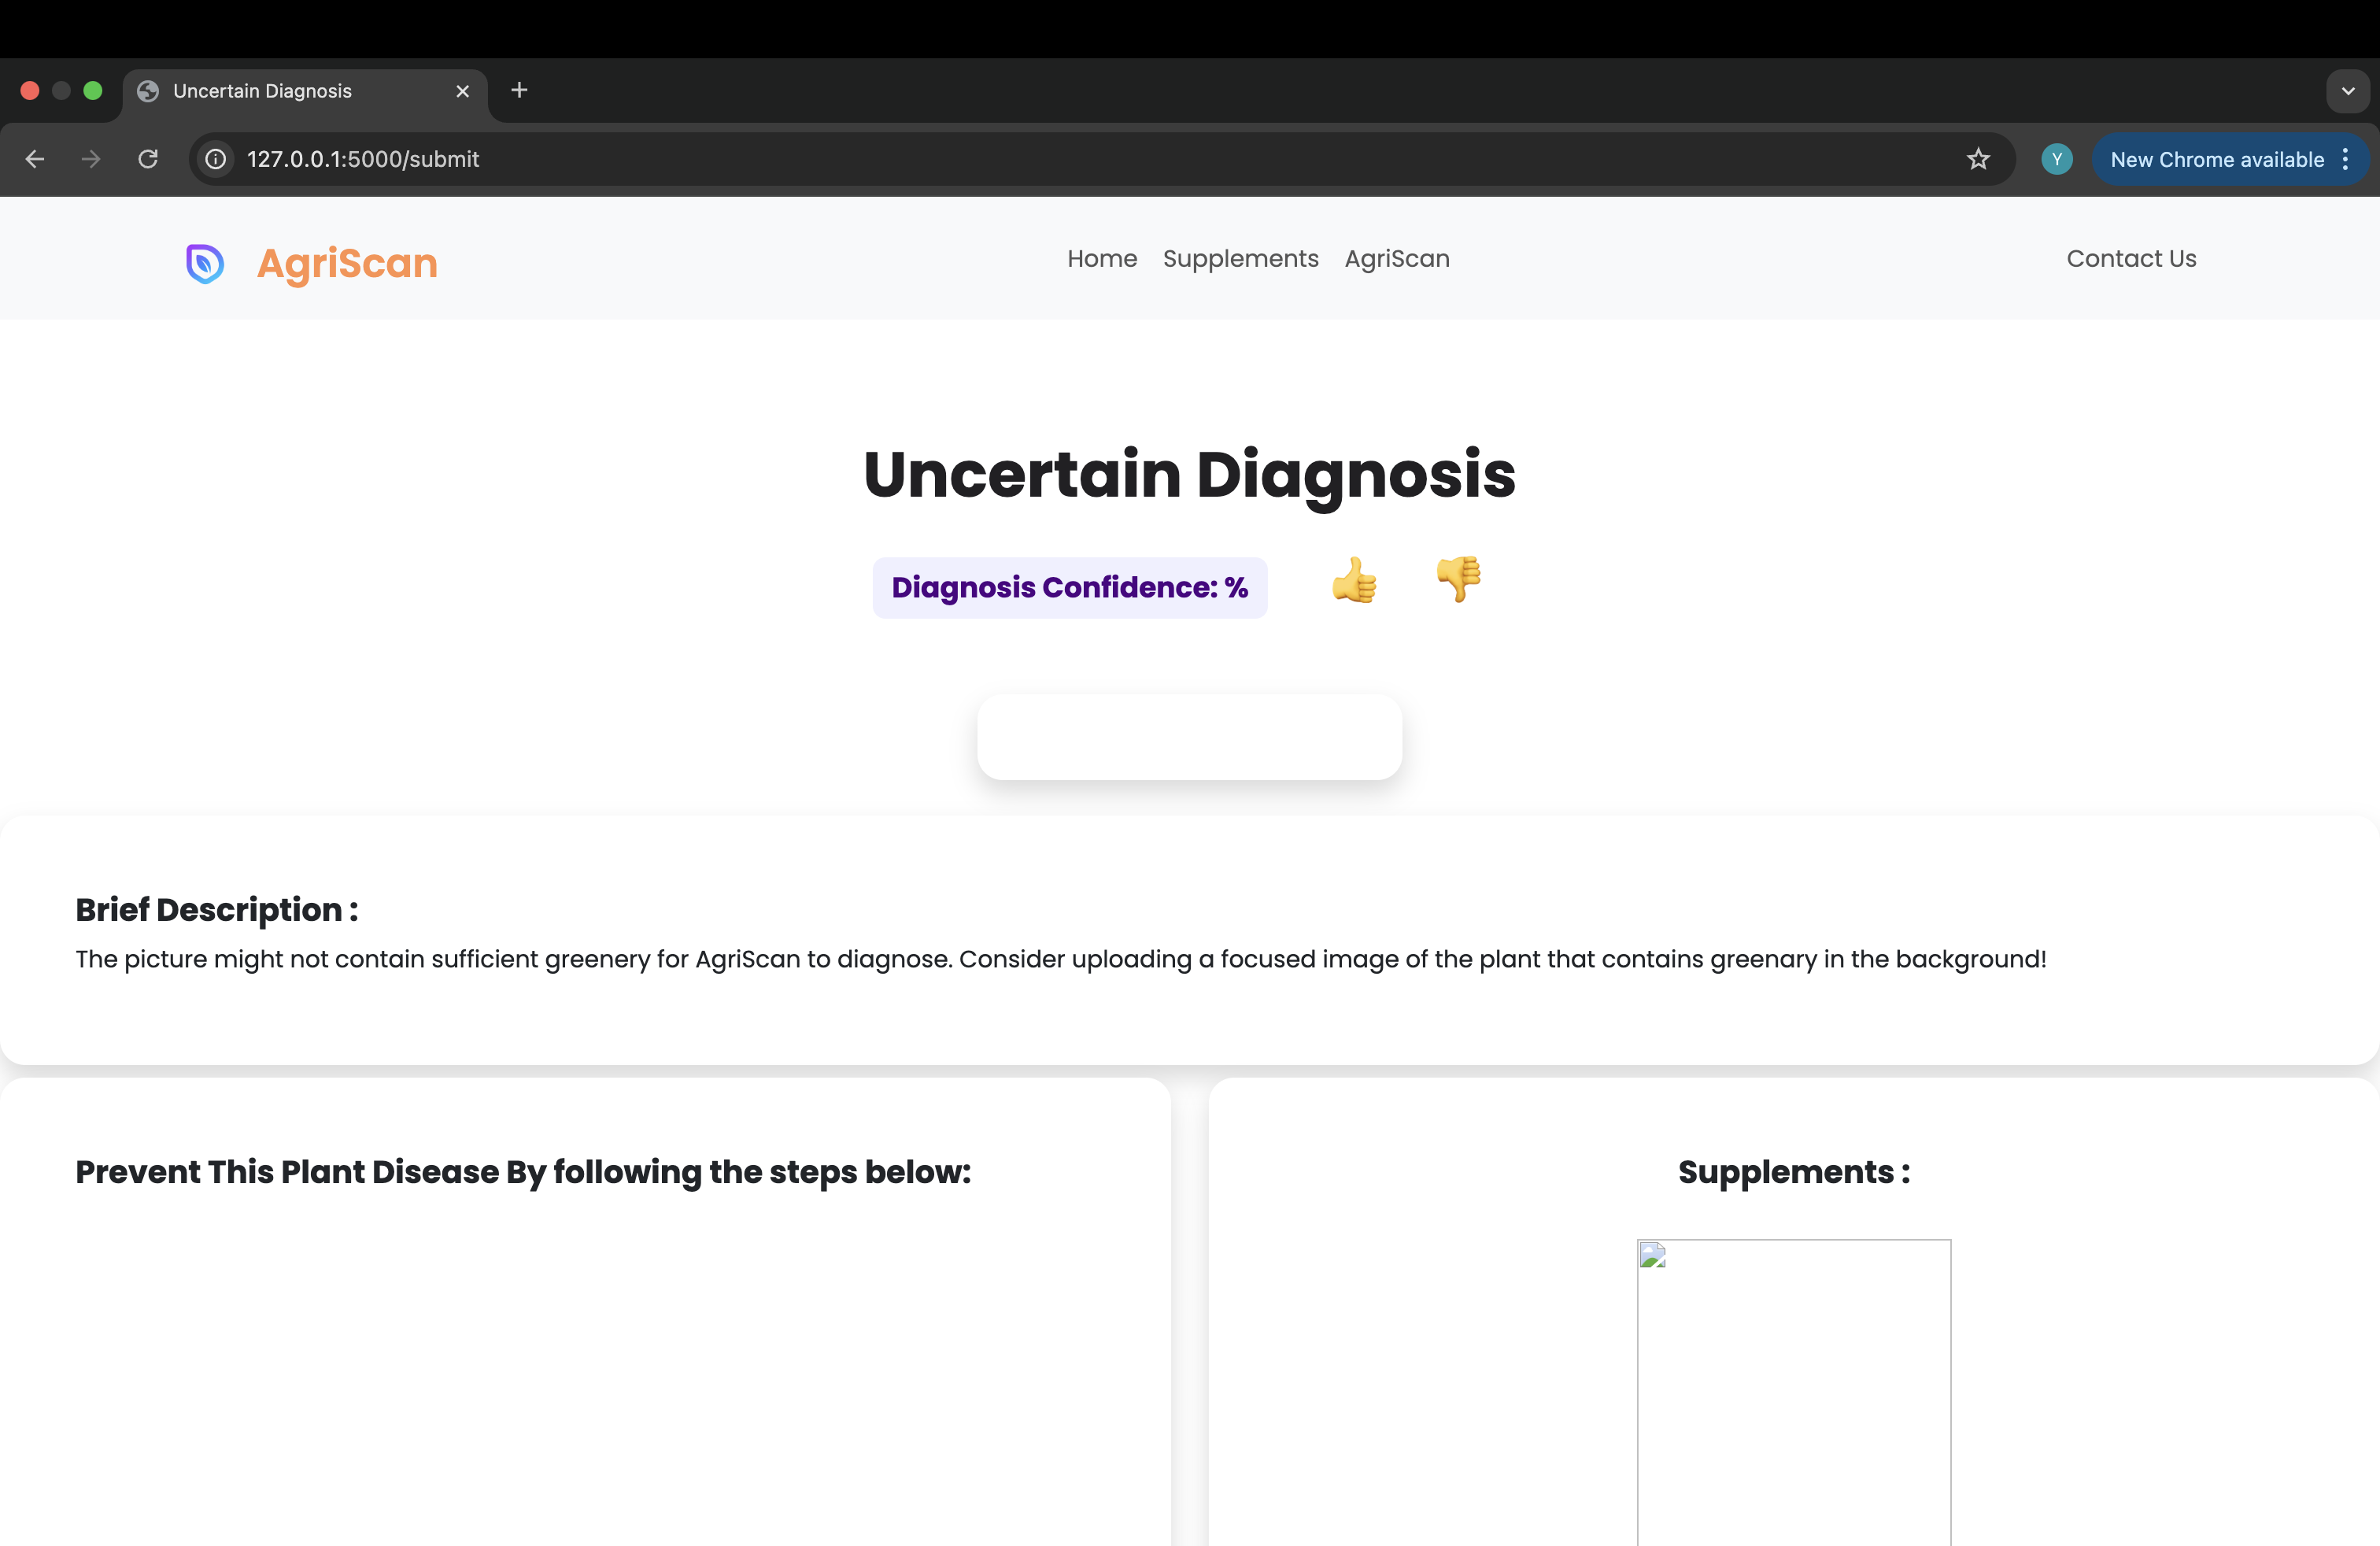 Uncertain Diagnosis
127.0.0.1:5000/submit
Y
New Chrome available
AgriScan
Home Supplements AgriScan
Contact Us
Uncertain Diagnosis
Diagnosis Confidence: %
Brief Description :
The picture might not contain sufficient greenery for AgriScan to diagnose. Consider uploading a focused image of the plant that contains greenary in the background!
Prevent This Plant Disease By following the steps below:
Supplements :